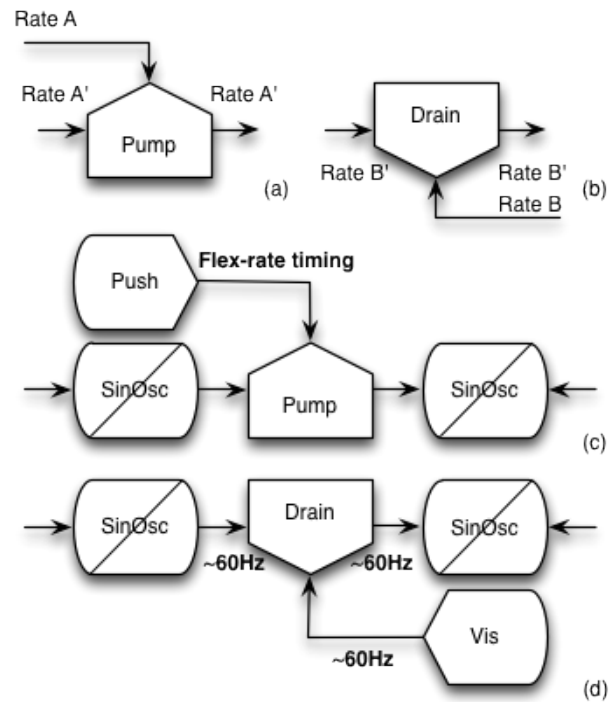 Rate A
Rate A' Rate A'
Pump
(a)
Drain
Rate B' Rate B'
Rate B
(b)
Flex-rate timing
Push
SinOsc Pump SinOsc
(c)
SinOsc Drain SinOsc
~60Hz ~60Hz
Vis
~60Hz
(d)